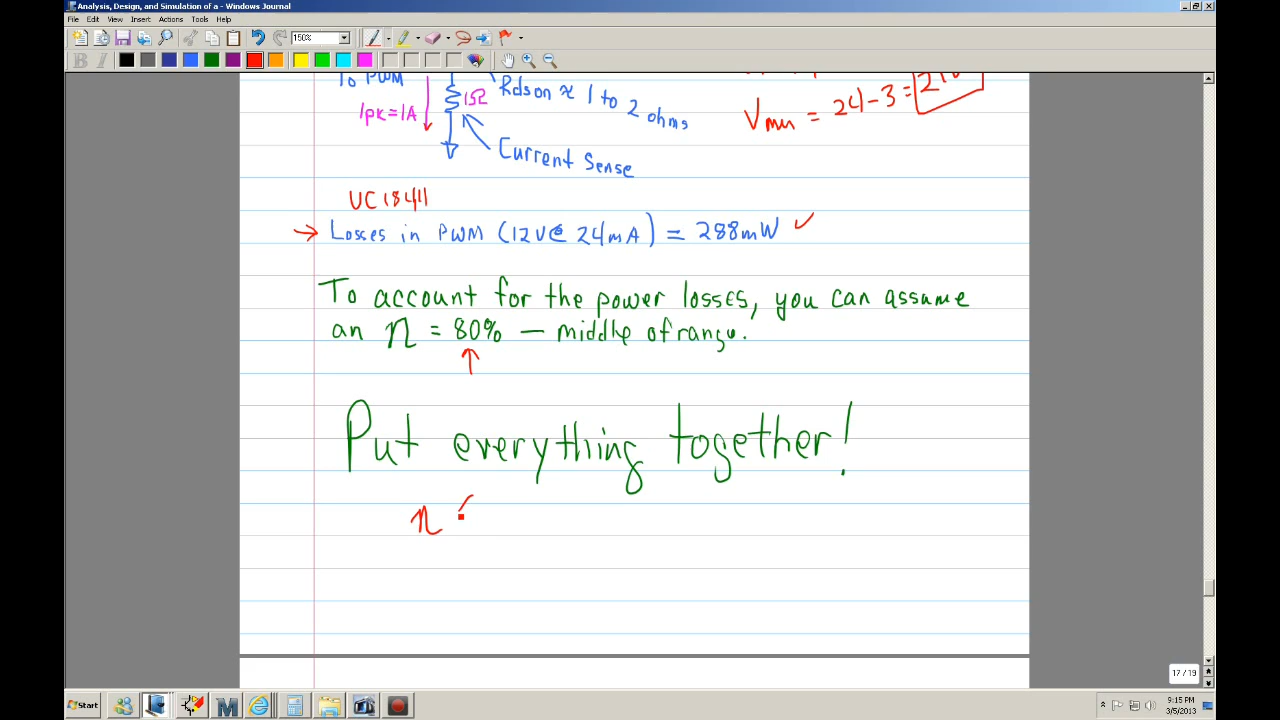 Analysis, Design, and Simulation of a - Windows Journal
File Edit View Insert Actions Tools Help
150%
B I
To PWM
1Ω
Ipk=1A
Rdson ≈ 1 to 2 ohms
Vmin = 24-3 =
Current Sense
UC1844
→ Losses in PWM (12V@ 24mA) = 288mW ✓
To account for the power losses, you can assume
an η = 80% — middle of range.
↑
Put everything together!
η
17 / 19
Start
9:15 PM
3/5/2013